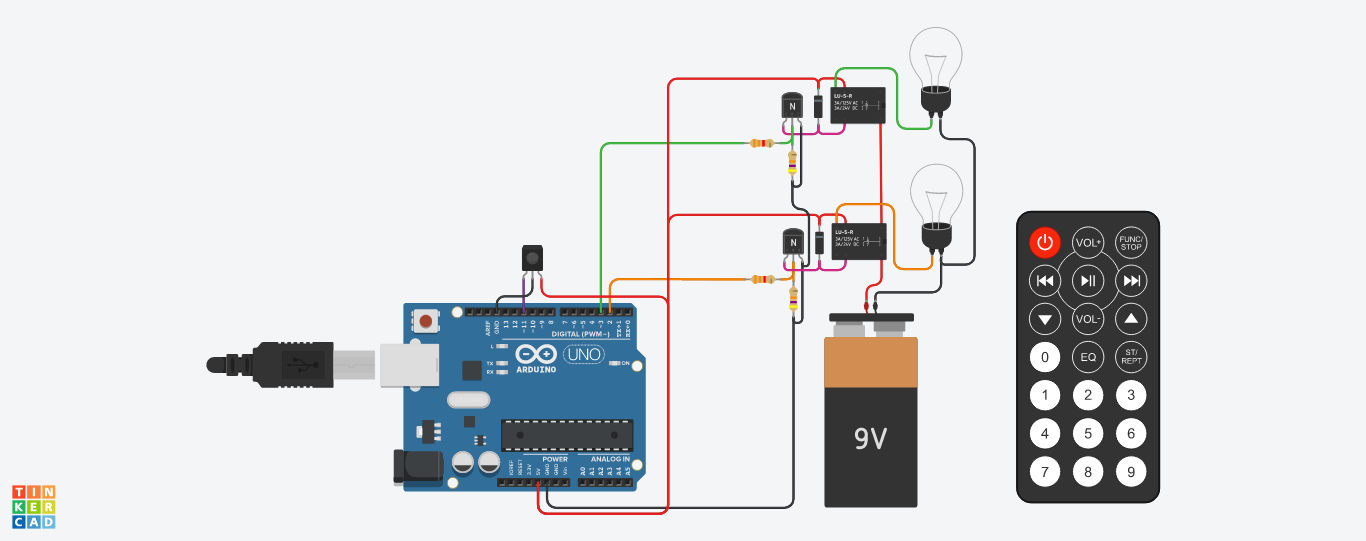 N
LU-5-R
3A/125V AC
3A/24V DC
N
LU-5-R
3A/125V AC
3A/24V DC
AREF
GND
13
12
~11
~10
~9
8
7
~6
~5
4
~3
2
TX→1
RX←0
DIGITAL (PWM~)
L
TX
RX
ARDUINO
UNO
ON
POWER
ANALOG IN
IOREF
RESET
3.3V
5V
GND
GND
Vin
A0
A1
A2
A3
A4
A5
9V
VOL+
FUNC/
STOP
VOL-
0
EQ
ST/
REPT
1
2
3
4
5
6
7
8
9
TIN
KER
CAD